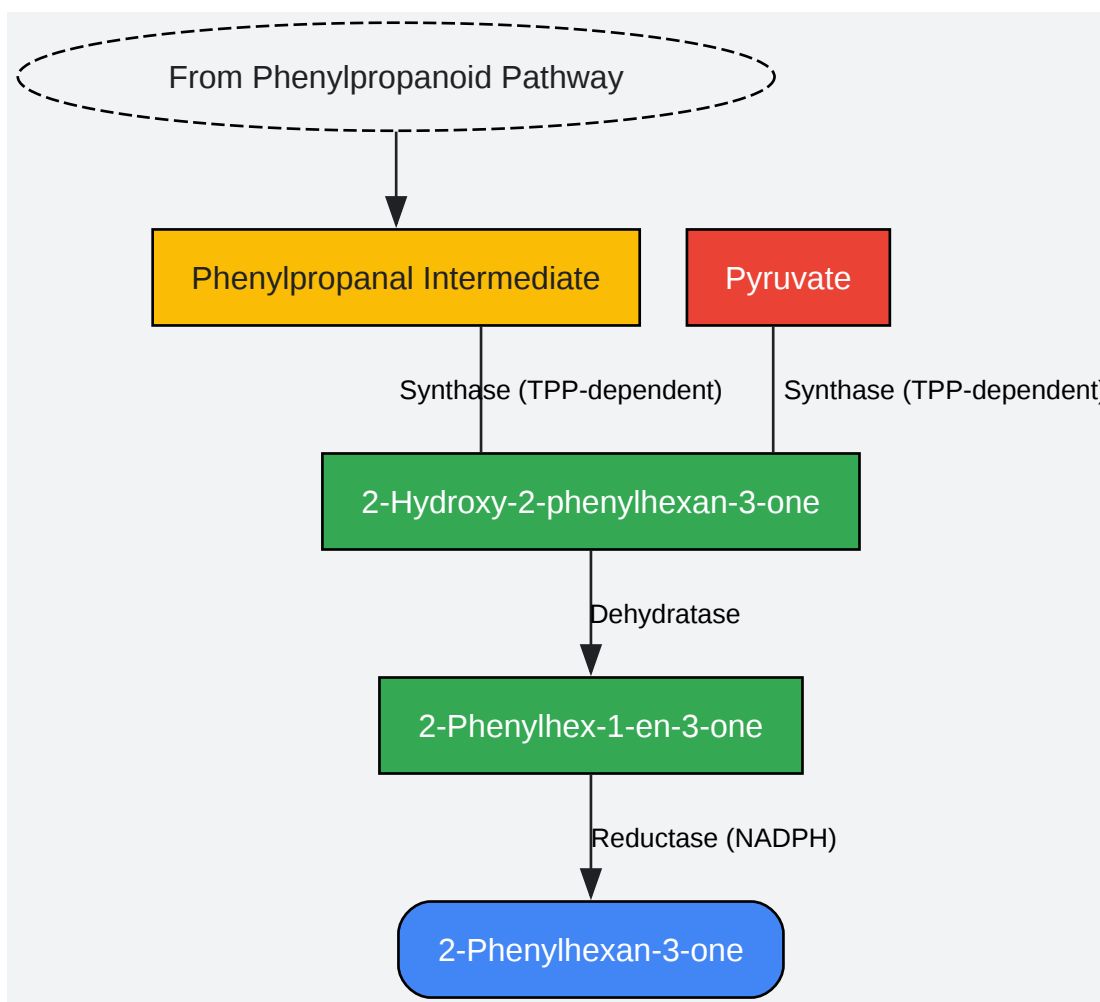 From Phenylpropanoid Pathway
Phenylpropanal Intermediate
Pyruvate
Synthase (TPP-dependent)
Synthase (TPP-dependent)
2-Hydroxy-2-phenylhexan-3-one
Dehydratase
2-Phenylhex-1-en-3-one
Reductase (NADPH)
2-Phenylhexan-3-one